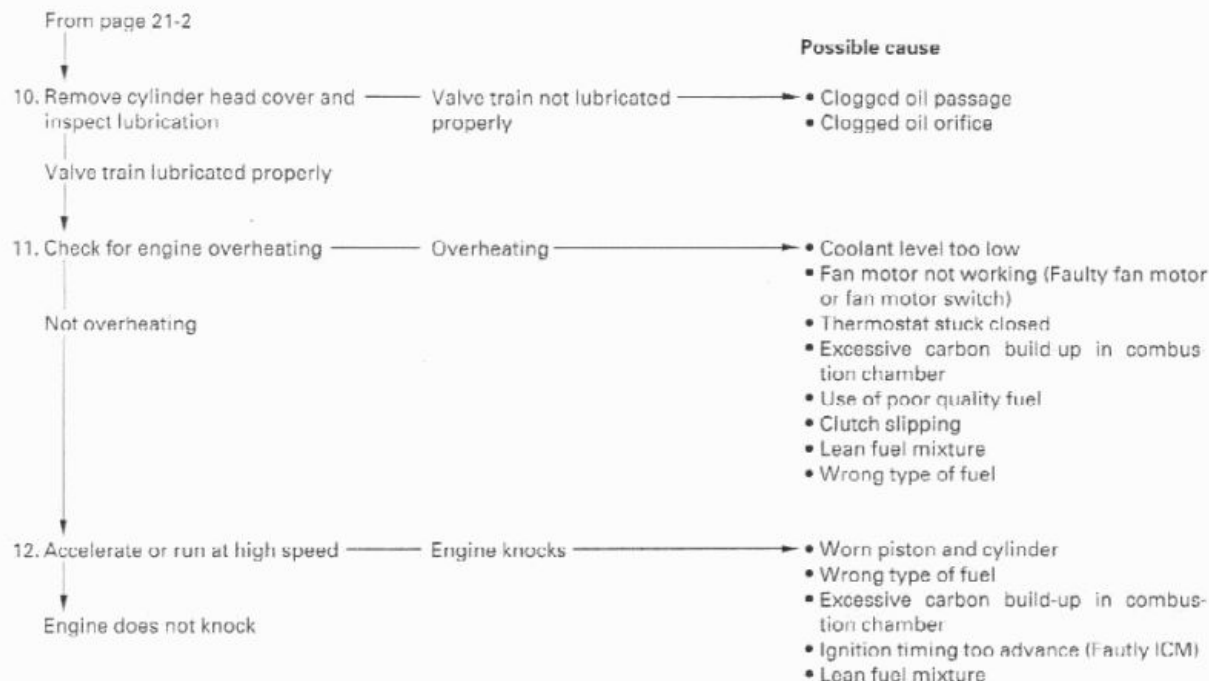 From page 21-2
Possible cause
10. Remove cylinder head cover and
inspect lubrication
Valve train not lubricated
properly
• Clogged oil passage
• Clogged oil orifice
Valve train lubricated properly
11. Check for engine overheating
Overheating
• Coolant level too low
• Fan motor not working (Faulty fan motor
or fan motor switch)
• Thermostat stuck closed
• Excessive carbon build-up in combus-
tion chamber
• Use of poor quality fuel
• Clutch slipping
• Lean fuel mixture
• Wrong type of fuel
Not overheating
12. Accelerate or run at high speed
Engine knocks
• Worn piston and cylinder
• Wrong type of fuel
• Excessive carbon build-up in combus-
tion chamber
• Ignition timing too advance (Fautly ICM)
• Lean fuel mixture
Engine does not knock